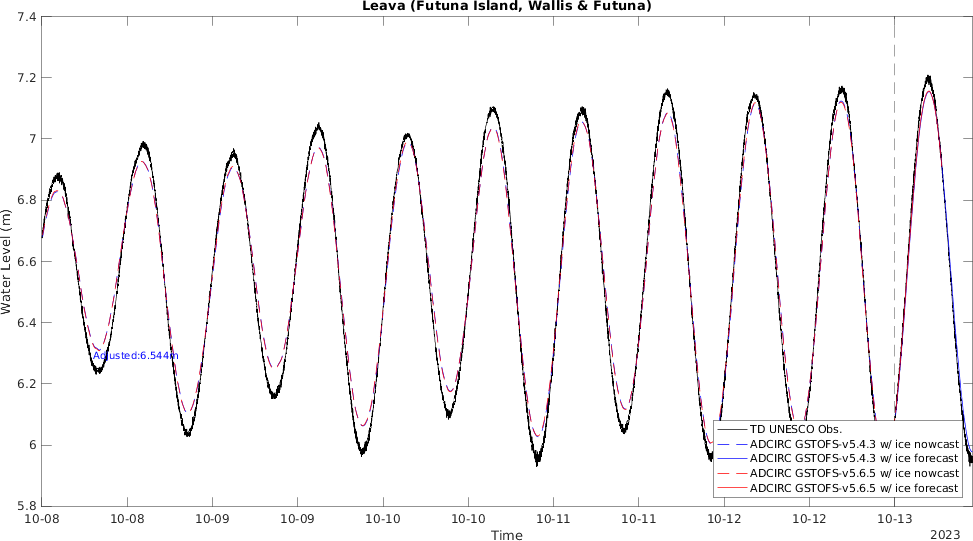 Leava (Futuna Island, Wallis & Futuna)
7.4
7.2
7
6.8
6.6
6.4
6.2
6
5.8
Water Level (m)
Adjusted:6.544m
TD UNESCO Obs.
ADCIRC GSTOFS-v5.4.3 w/ ice nowcast
ADCIRC GSTOFS-v5.4.3 w/ ice forecast
ADCIRC GSTOFS-v5.6.5 w/ ice nowcast
ADCIRC GSTOFS-v5.6.5 w/ ice forecast
10-08 10-08 10-09 10-09 10-10 10-10 10-11 10-11 10-12 10-12 10-13
Time
2023